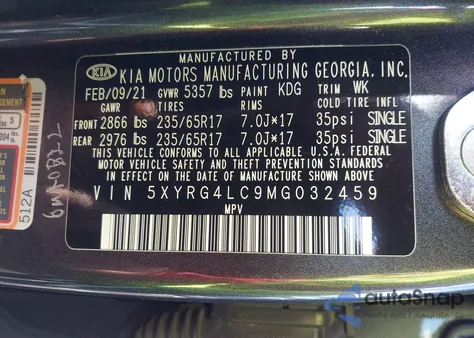 MANUFACTURED BY
KIA KIA MOTORS MANUFACTURING GEORGIA, INC.
FEB/09/21 GVWR 5357 lbs PAINT KDG TRIM WK
GAWR TIRES RIMS COLD TIRE INFL
FRONT 2866 lbs 235/65R17 7.0J*17 35psi SINGLE
REAR 2976 lbs 235/65R17 7.0J*17 35psi SINGLE
THIS VEHICLE CONFORMS TO ALL APPLICABLE U.S.A. FEDERAL
MOTOR VEHICLE SAFETY AND THEFT PREVENTION STANDARDS IN
EFFECT ON THE DATE OF MANUFACTURE SHOWN ABOVE.
VIN 5XYRG4LC9MG032459
MPV
512A
autoSnap